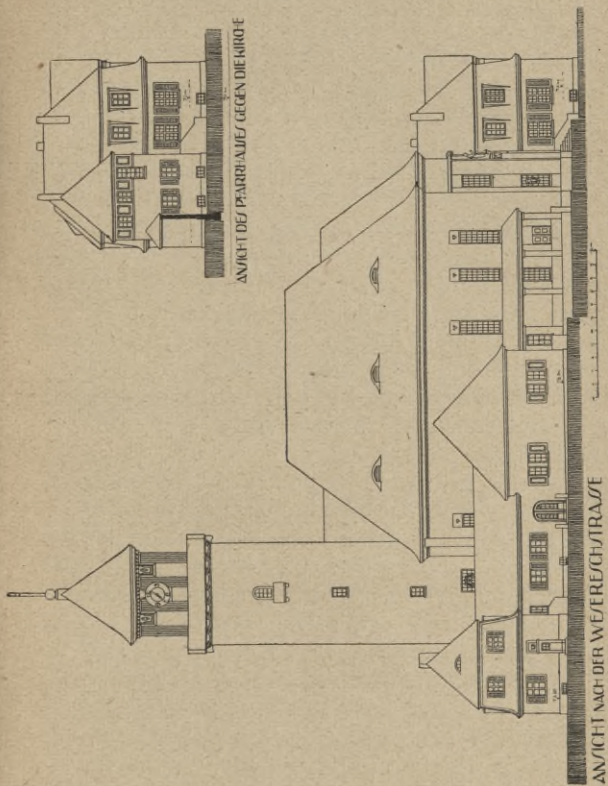 ANSICHT DES PFARRHAUSES GEGEN DIE KIRCHE
ANSICHT NACH DER WESERESCHSTRASSE